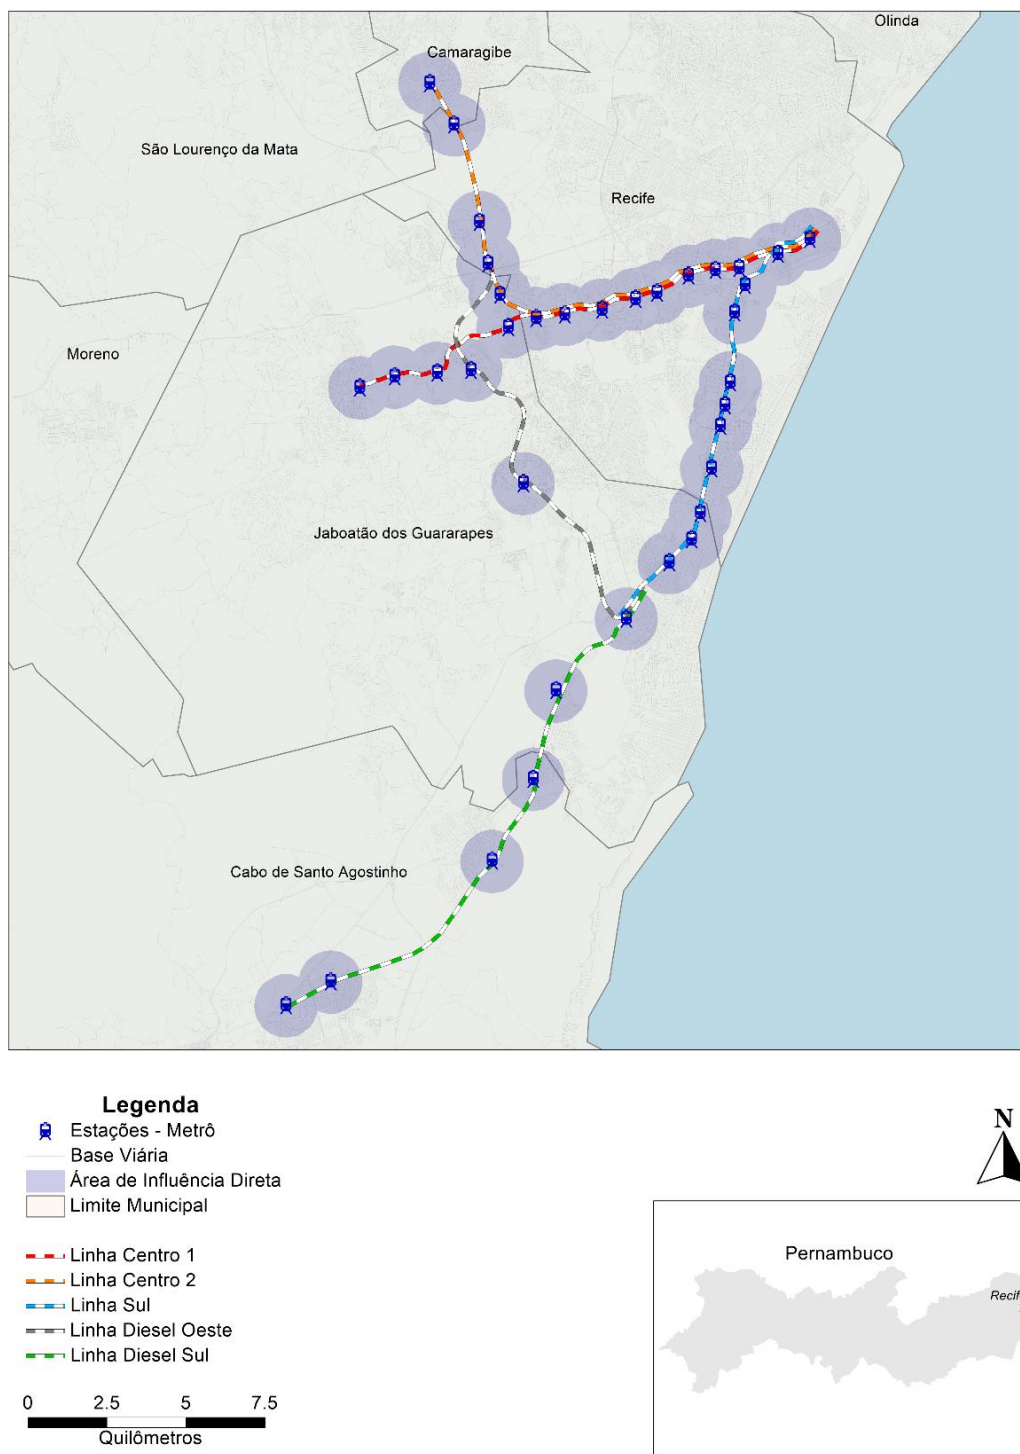 Olinda
Camaragibe
São Lourenço da Mata
Recife
Moreno
Jaboatão dos Guararapes
Cabo de Santo Agostinho
Legenda
Estações - Metrô
Base Viária
Área de Influência Direta
Limite Municipal
Linha Centro 1
Linha Centro 2
Linha Sul
Linha Diesel Oeste
Linha Diesel Sul
0 2.5 5 7.5
Quilômetros
N
Pernambuco
Recif